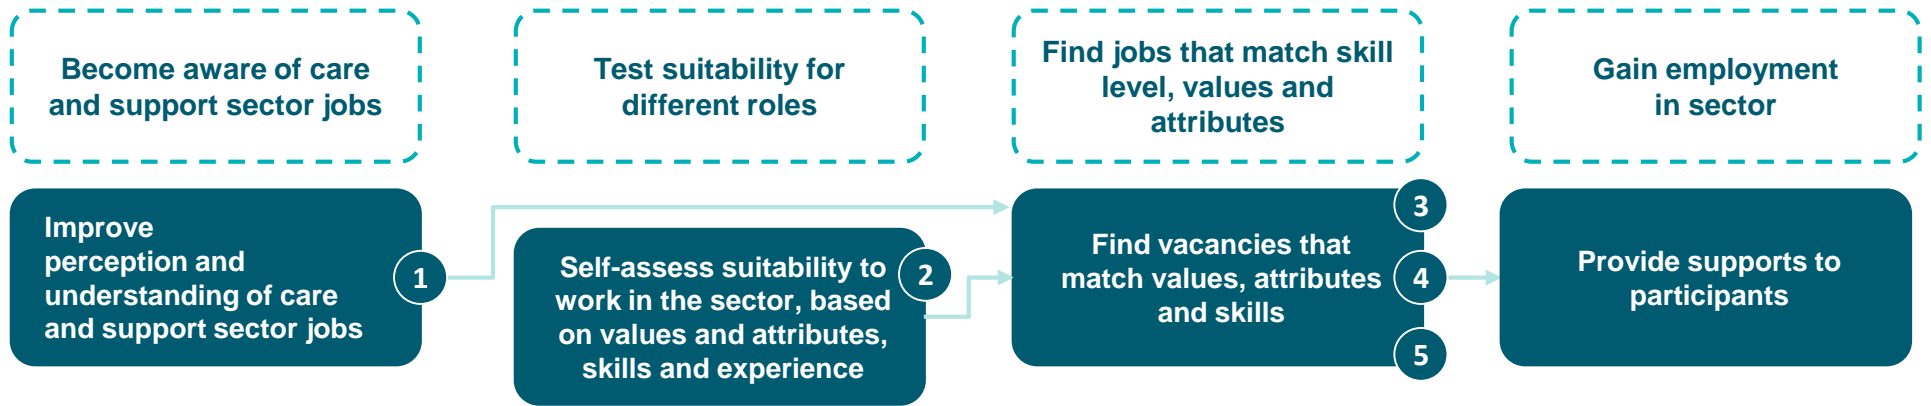 Become aware of care
and support sector jobs
Test suitability for
different roles
Find jobs that match skill
level, values and
attributes
Gain employment
in sector
Improve
perception and
understanding of care
and support sector jobs
1
Self-assess suitability to
work in the sector, based
on values and attributes,
skills and experience
2
Find vacancies that
match values, attributes
and skills
3
4
5
Provide supports to
participants